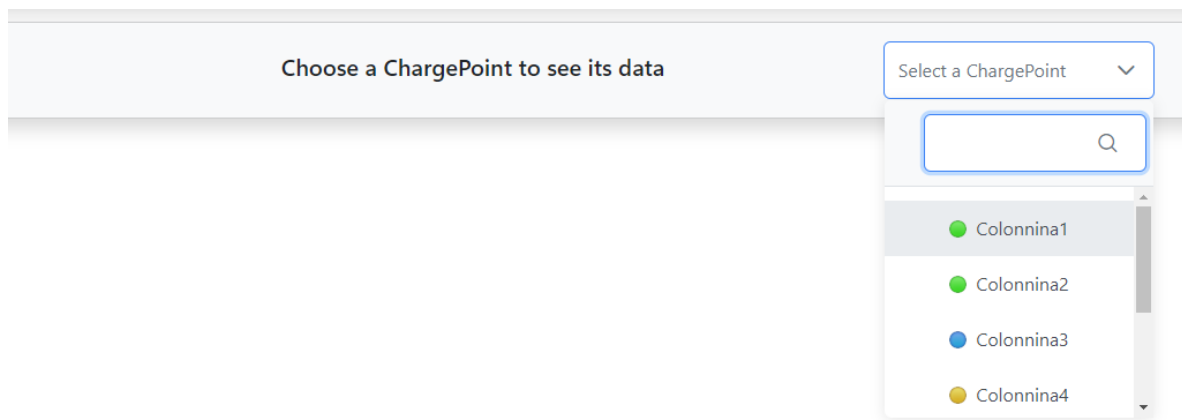 Choose a ChargePoint to see its data
Select a ChargePoint
Colonnina1
Colonnina2
Colonnina3
Colonnina4